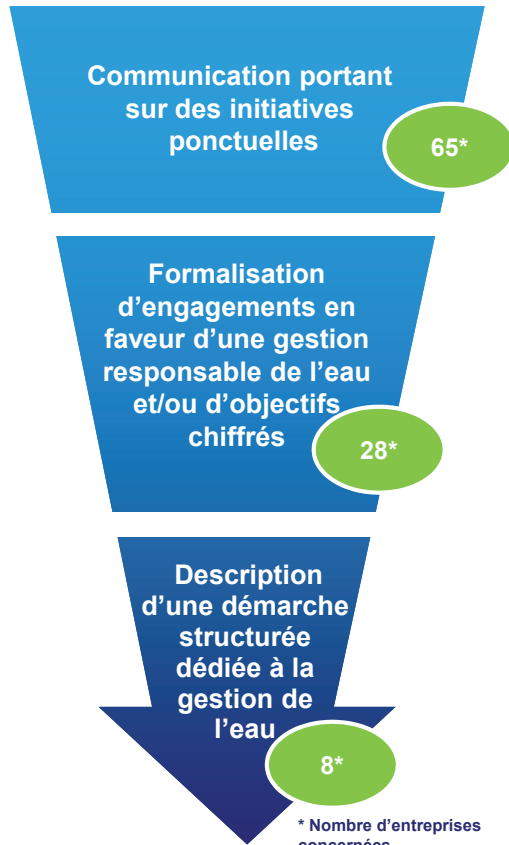 Communication portant
sur des initiatives
ponctuelles
65*
Formalisation
d’engagements en
faveur d’une gestion
responsable de l’eau
et/ou d’objectifs
chiffrés
28*
Description
d’une démarche
structurée
dédiée à la
gestion de
l’eau
8*
* Nombre d’entreprises
concernées